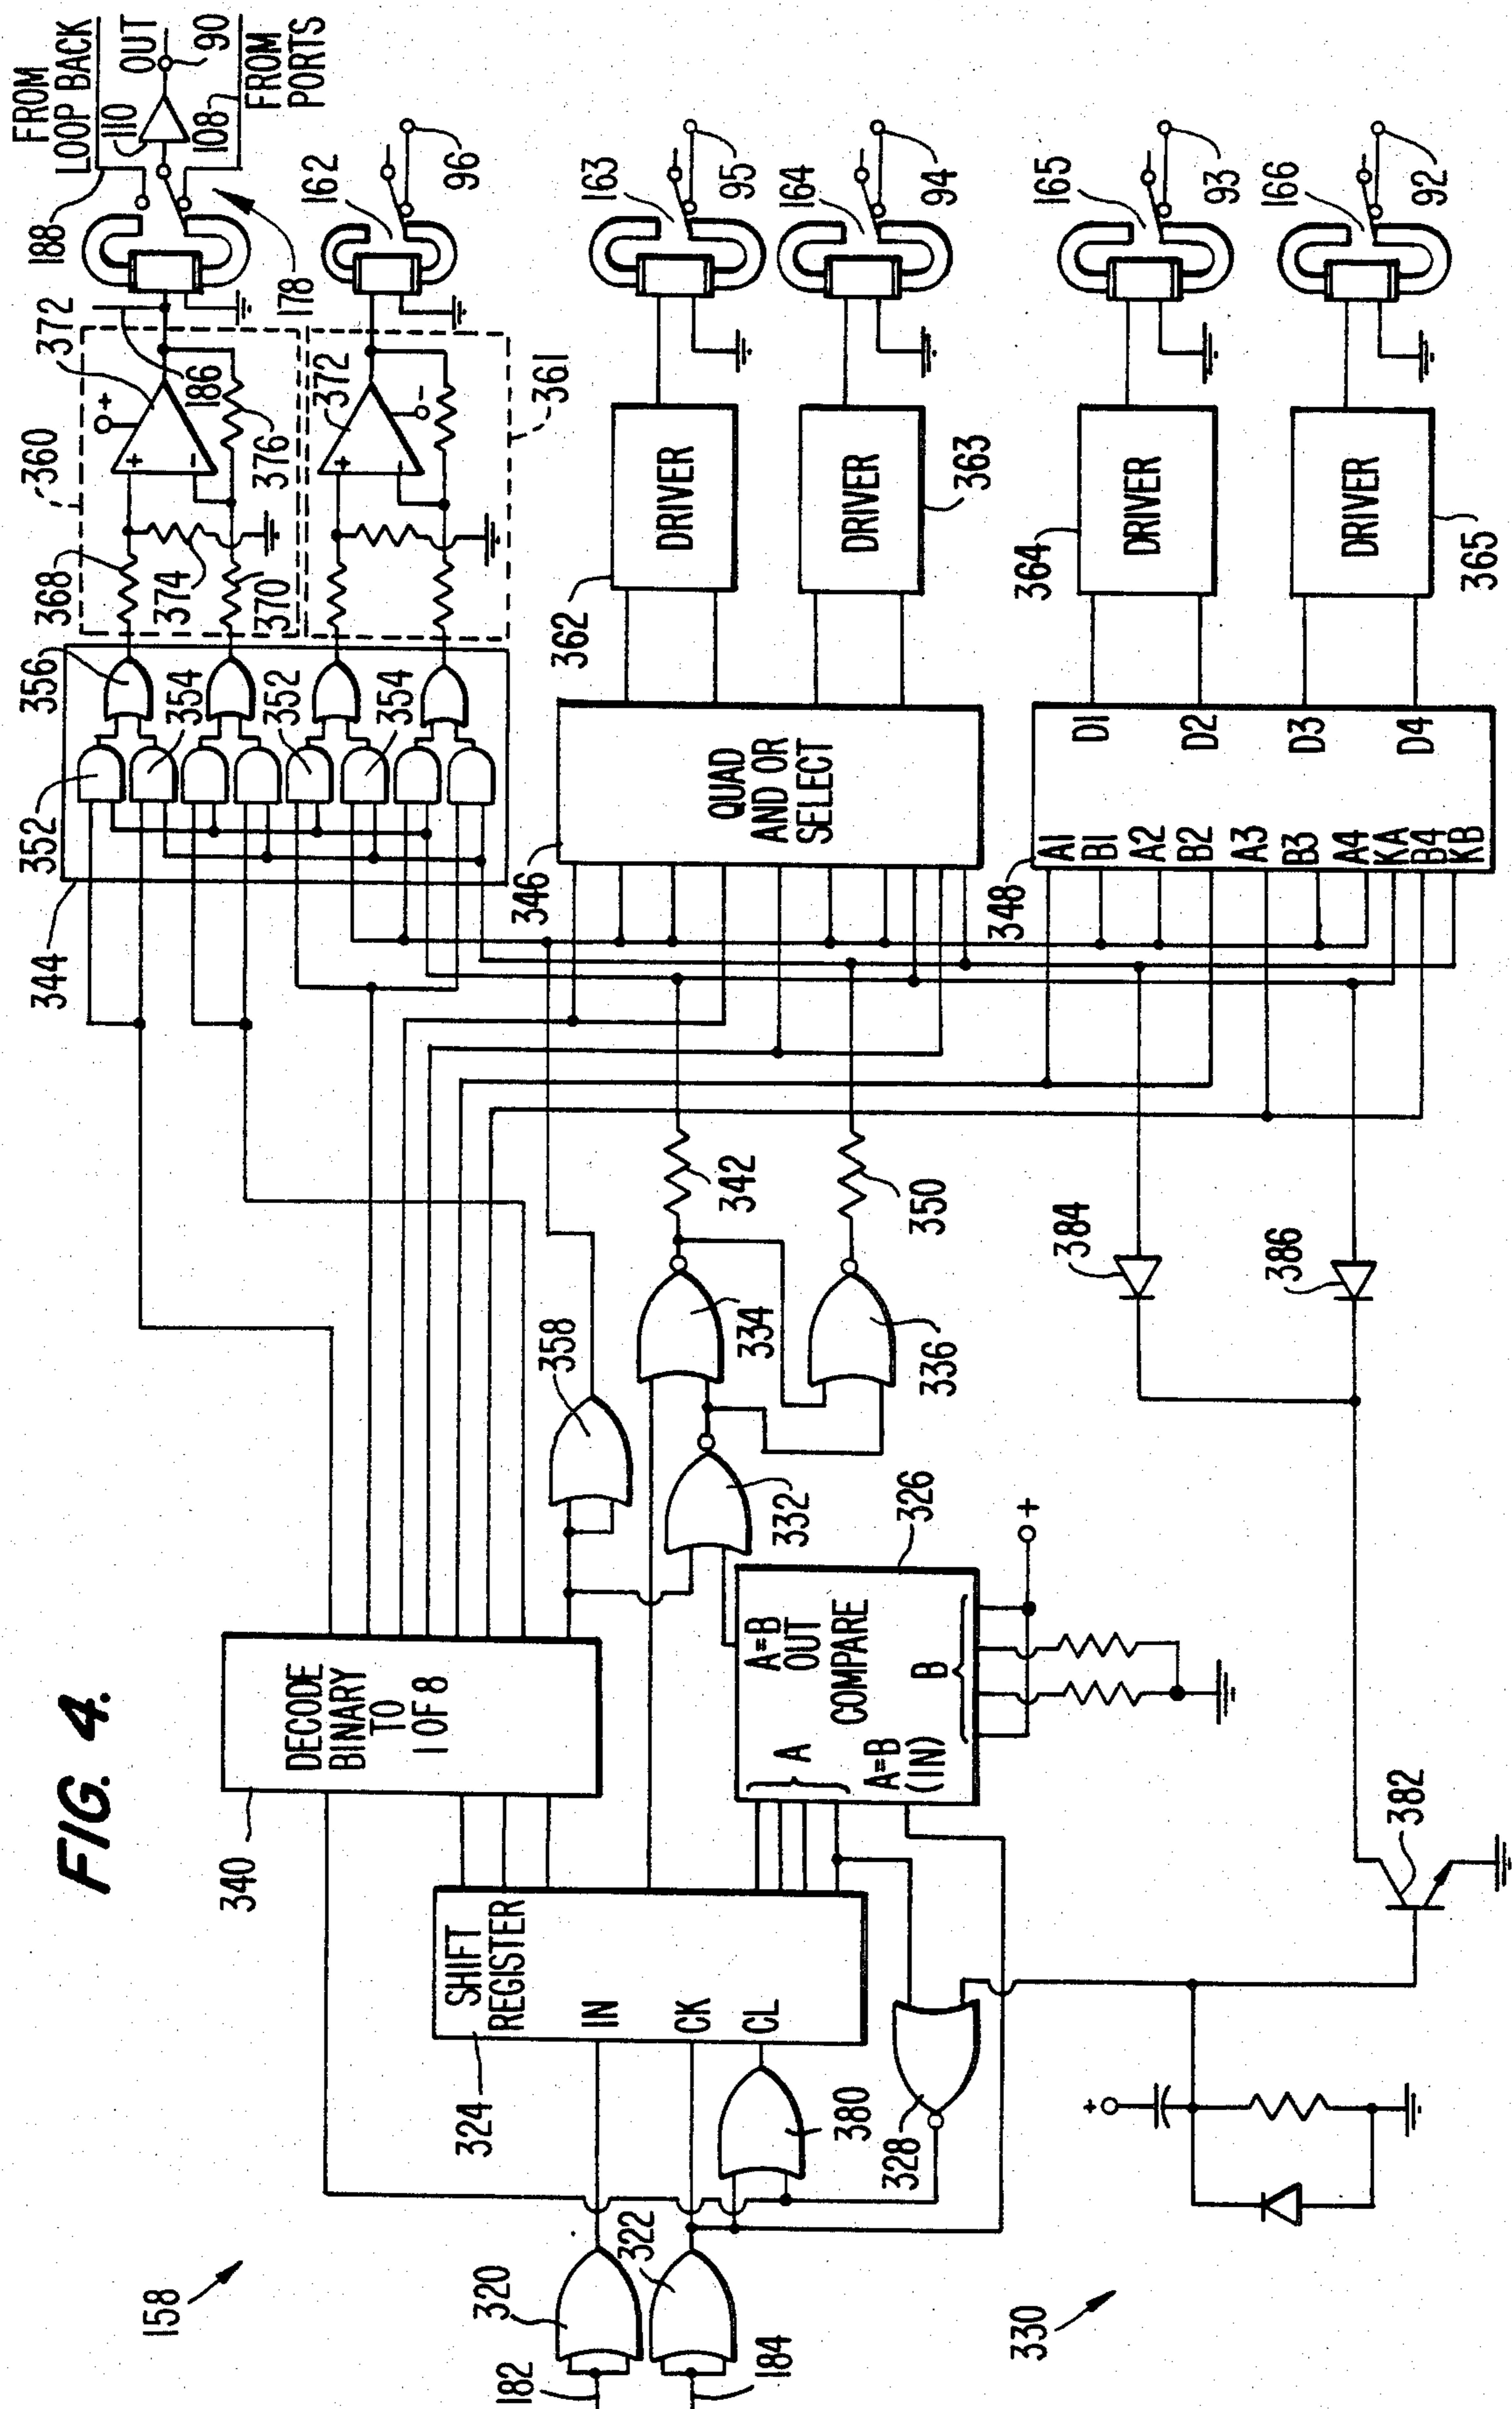 FIG. 4.
158
330
182
184
320
322
324
SHIFT
REGISTER
IN
CK
CL
380
328
340
DECODE
BINARY
TO
1 OF 8
A
A=B
(IN)
A=B
OUT
COMPARE
B
326
+
+
382
358
332
334
336
342
350
384
386
344
352
354
356
352
354
346
QUAD
AND OR
SELECT
348
A1
B1
A2
B2
A3
B3
A4
KA
B4
KB
D1
D2
D3
D4
360
368
374
370
372
+
+
-
186
376
361
372
+
-
-
362
DRIVER
363
DRIVER
364
DRIVER
365
DRIVER
188
178
162
163
164
165
166
FROM
LOOP BACK
110
OUT
90
108
FROM
PORTS
96
95
94
93
92